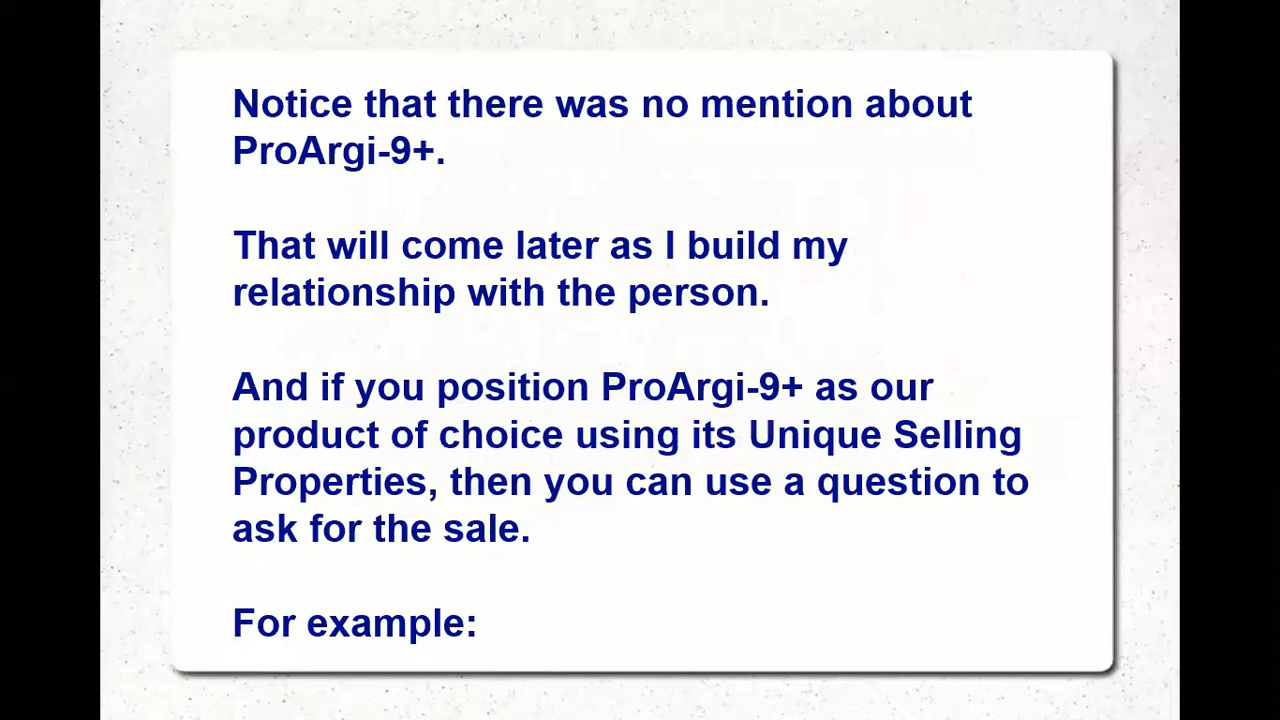 Notice that there was no mention about
ProArgi-9+.
That will come later as I build my
relationship with the person.
And if you position ProArgi-9+ as our
product of choice using its Unique Selling
Properties, then you can use a question to
ask for the sale.
For example: